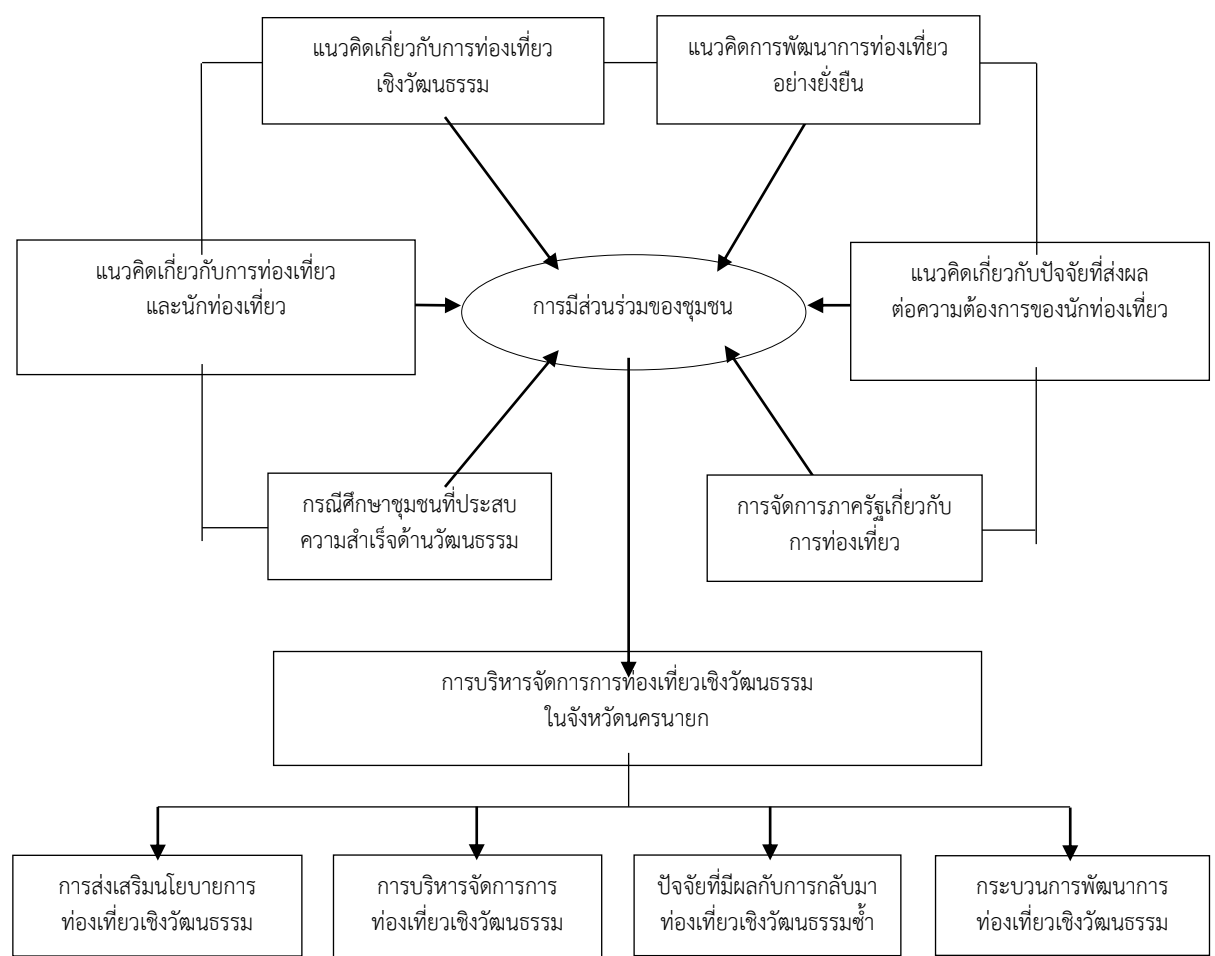 แนวคิดเกี่ยวกับการท่องเที่ยว
เชิงวัฒนธรรม
แนวคิดการพัฒนาการท่องเที่ยว
อย่างยั่งยืน
แนวคิดเกี่ยวกับการท่องเที่ยว
และนักท่องเที่ยว
การมีส่วนร่วมของชุมชน
แนวคิดเกี่ยวกับปัจจัยที่ส่งผล
ต่อความต้องการของนักท่องเที่ยว
กรณีศึกษาชุมชนที่ประสบ
ความสำเร็จด้านวัฒนธรรม
การจัดการภาครัฐเกี่ยวกับ
การท่องเที่ยว
การบริหารจัดการการท่องเที่ยวเชิงวัฒนธรรม
ในจังหวัดนครนายก
การส่งเสริมนโยบายการ
ท่องเที่ยวเชิงวัฒนธรรม
การบริหารจัดการการ
ท่องเที่ยวเชิงวัฒนธรรม
ปัจจัยที่มีผลกับการกลับมา
ท่องเที่ยวเชิงวัฒนธรรมซ้ำ
กระบวนการพัฒนาการ
ท่องเที่ยวเชิงวัฒนธรรม